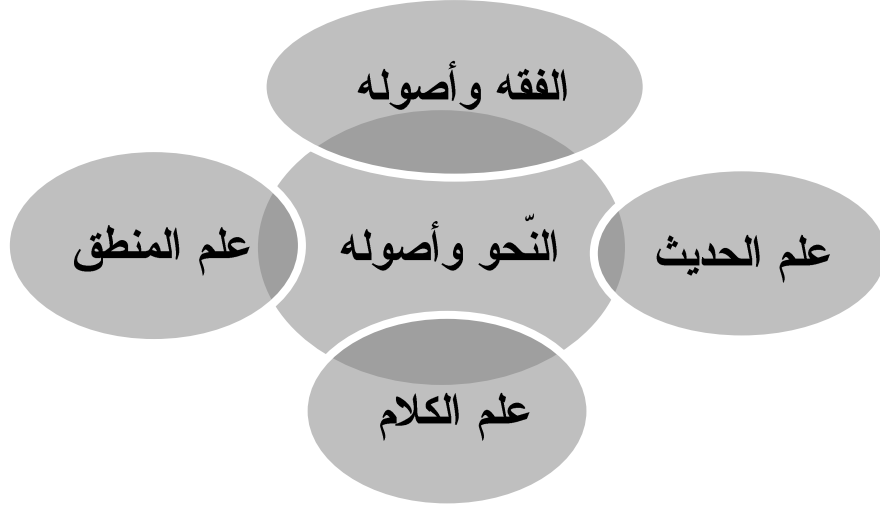 الفقه وأصوله
علم الحديث
النّحو وأصوله
علم المنطق
علم الكلام